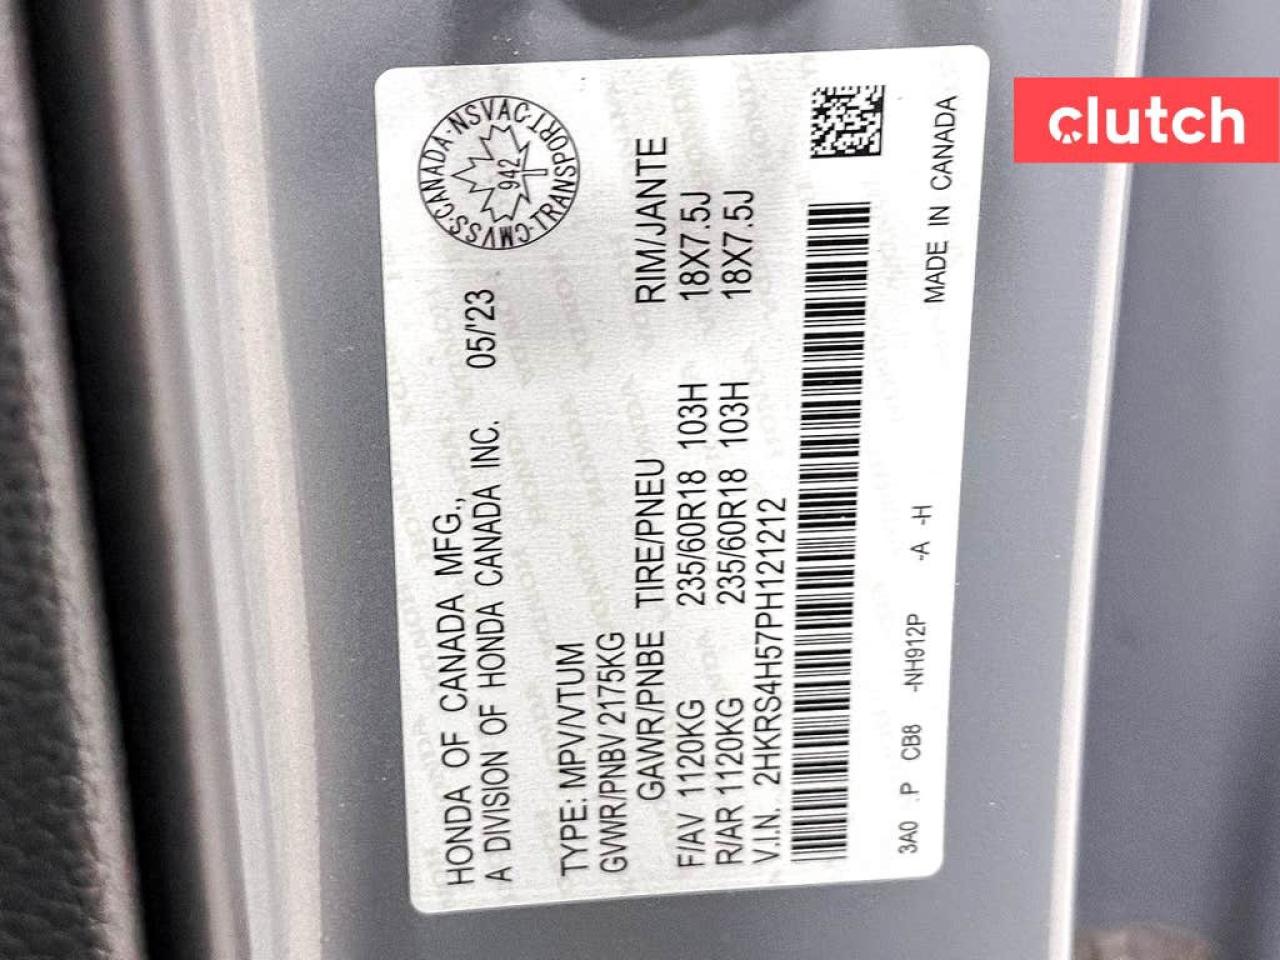 HONDA OF CANADA MFG.,
A DIVISION OF HONDA CANADA INC. 05/'23
CMVSS·CANADA·NSVAC·TRANSPORT·
942
TYPE: MPV/VTUM
GVWR/PNBV 2175KG
GAWR/PNBE TIRE/PNEU RIM/JANTE
F/AV 1120KG 235/60R18 103H 18X7.5J
R/AR 1120KG 235/60R18 103H 18X7.5J
V.I.N. 2HKRS4H57PH121212
3A0 .P CB8 -NH912P -A -H MADE IN CANADA
clutch